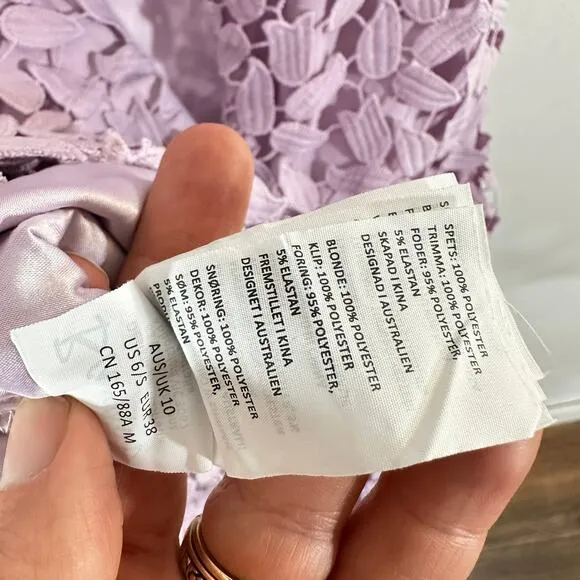 SPETS: 100% POLYESTER
TRIMMA: 100% POLYESTER,
FODER: 95% POLYESTER,
5% ELASTAN
SKAPAD I KINA
DESIGNAD I AUSTRALIEN
BLONDE: 100% POLYESTER
KLIP: 100% POLYESTER,
FORING: 95% POLYESTER,
5% ELASTAN
FREMSTILLET I KINA
DESIGNET I AUSTRALIEN
SNØRING: 100% POLYESTER
DEKOR: 100% POLYESTER
SØM: 95% POLYESTER,
5% ELASTAN
AUS/UK 10
US 6/S EUR 38
CN 165/88A M